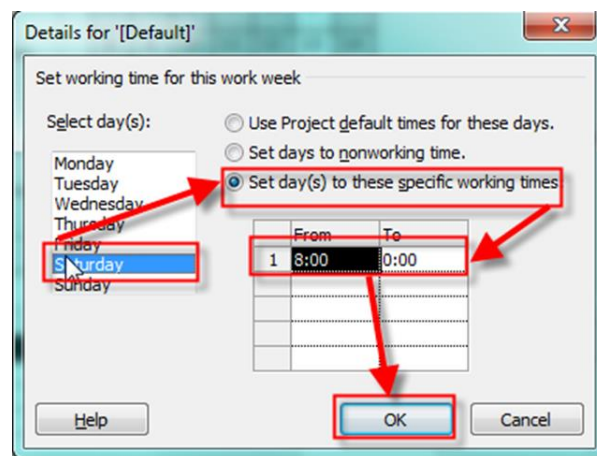 Details for '[Default]'
Set working time for this work week
Select day(s):
Use Project default times for these days.
Set days to nonworking time.
Set day(s) to these specific working times
Monday
Tuesday
Wednesday
Thursday
Friday
Saturday
Sunday
From To
1 8:00 0:00
Help OK Cancel